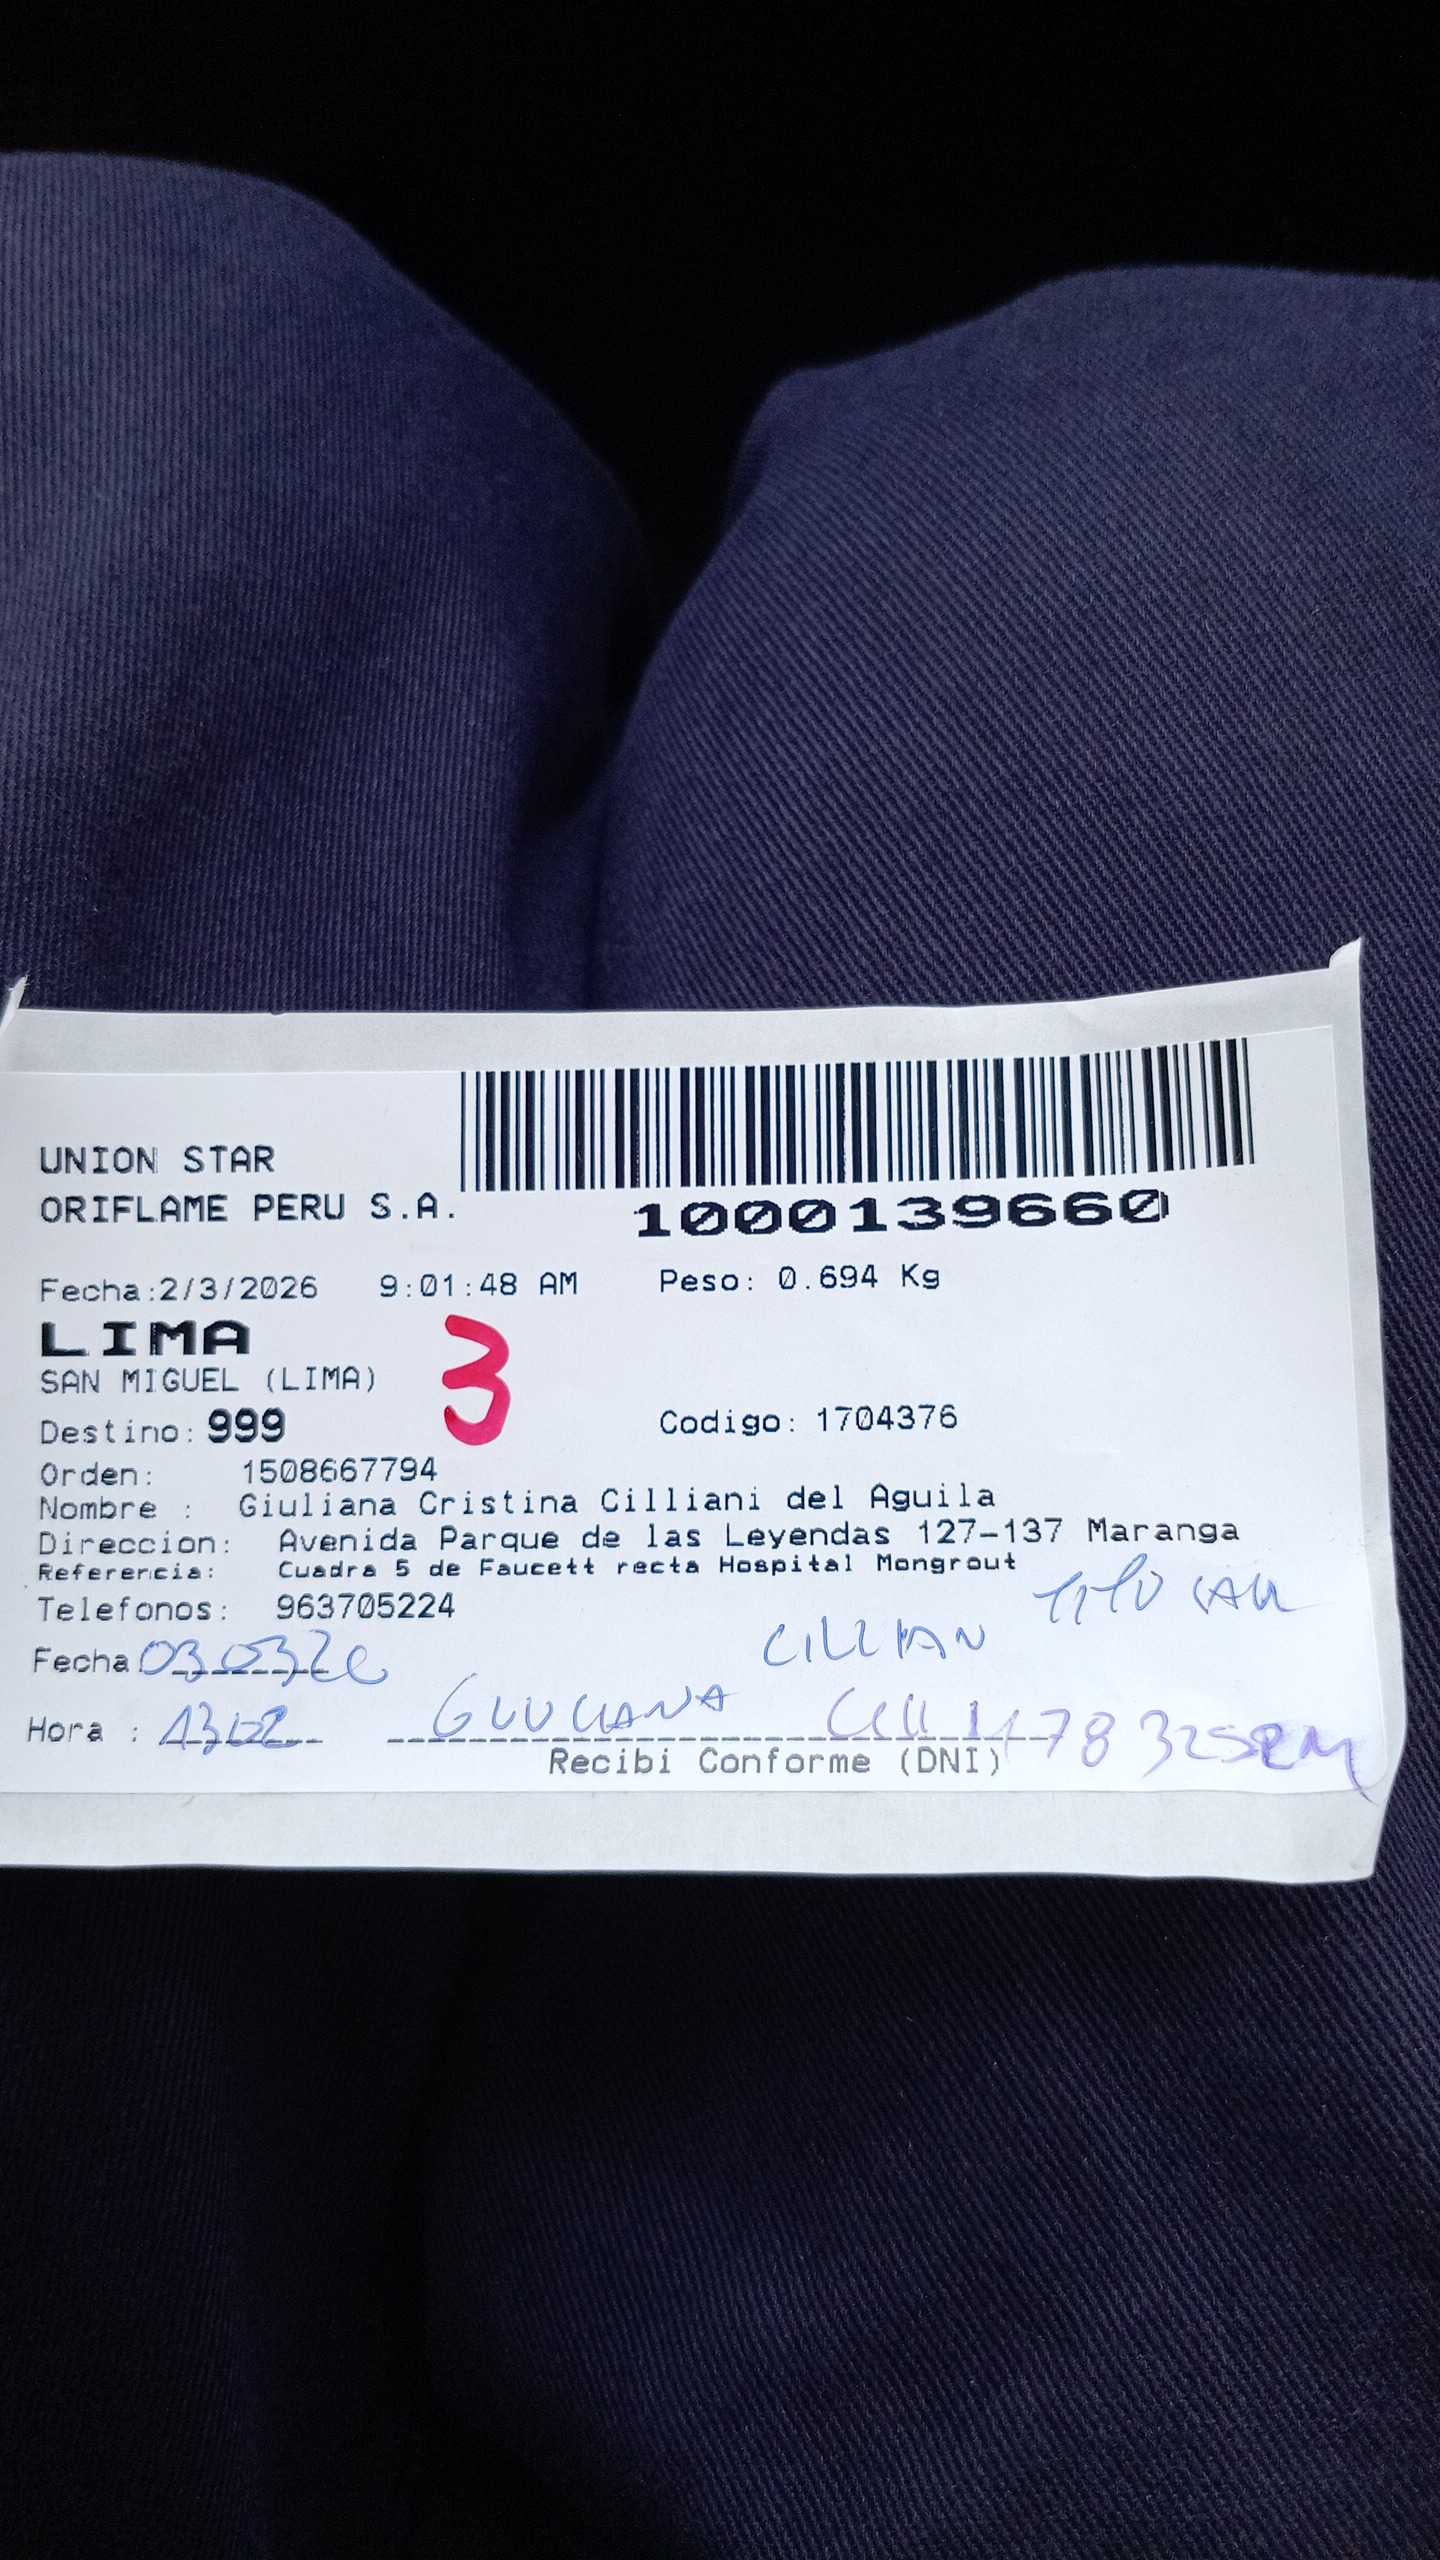 UNION STAR
ORIFLAME PERU S.A.
1000139660
Fecha:2/3/2026 9:01:48 AM Peso: 0.694 Kg
LIMA
SAN MIGUEL (LIMA)
3
Destino: 999 Codigo: 1704376
Orden: 1508667794
Nombre : Giuliana Cristina Cilliani del Aguila
Direccion: Avenida Parque de las Leyendas 127-137 Maranga
Referencia: Cuadra 5 de Faucett recta Hospital Mongrout
Telefonos: 963705224
CILLIAN
Fecha:
Hora :
Recibi Conforme (DNI)